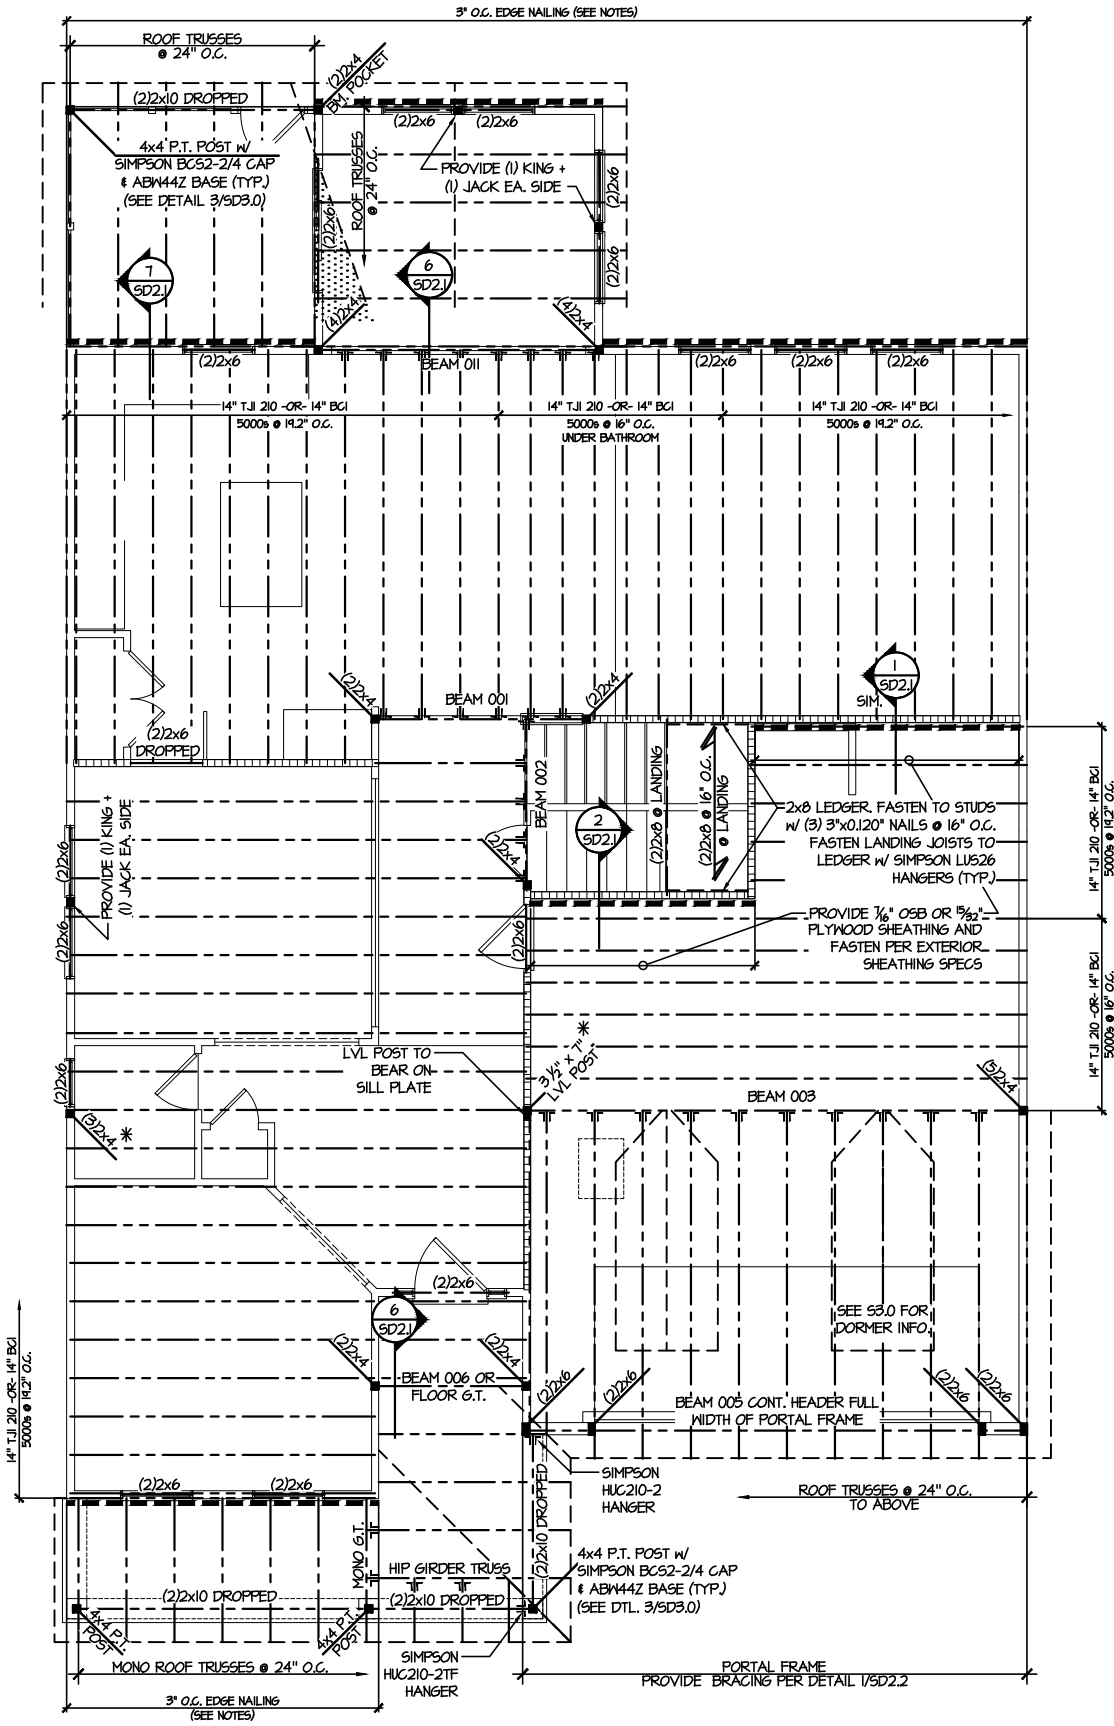 3" O.C. EDGE NAILING (SEE NOTES)
ROOF TRUSSES
@ 24" O.C.
(2)2x4
BM. POCKET
(2)2x10 DROPPED
(2)2x6
(2)2x6
4x4 P.T. POST W/
SIMPSON BCS2-2/4 CAP
& ABW44Z BASE (TYP.)
(SEE DETAIL 3/SD3.0)
ROOF TRUSSES
@ 24" O.C.
PROVIDE (1) KING +
(1) JACK EA. SIDE
(2)2x6
(2)2x6
(2)2x6
7
SD2.1
6
SD2.1
(4)2x4
(4)2x4
(2)2x6
BEAM 011
(2)2x6
(2)2x6
(2)2x6
14" TJI 210 -OR- 14" BCI
5000s @ 19.2" O.C.
14" TJI 210 -OR- 14" BCI
5000s @ 16" O.C.
UNDER BATHROOM
14" TJI 210 -OR- 14" BCI
5000s @ 19.2" O.C.
1
SD2.1
SIM.
(2)2x4
BEAM 001
(2)2x4
(2)2x6
DROPPED
BEAM 002
(2)2x8 @ LANDING
(2)2x8 @ 16" O.C.
@ LANDING
2
SD2.1
(2)2x4
2x8 LEDGER. FASTEN TO STUDS
W/ (3) 3"x0.120" NAILS @ 16" O.C.
FASTEN LANDING JOISTS TO
LEDGER W/ SIMPSON LUS26
HANGERS (TYP.)
14" TJI 210 -OR- 14" BCI
5000s @ 19.2" O.C.
(2)2x6
PROVIDE (1) KING +
(1) JACK EA. SIDE
(2)2x6
(2)2x6
PROVIDE 7/16" OSB OR 15/32"
PLYWOOD SHEATHING AND
FASTEN PER EXTERIOR
SHEATHING SPECS
14" TJI 210 -OR- 14" BCI
5000s @ 16" O.C.
LVL POST TO
BEAR ON
SILL PLATE
3 1/2" x 7" *
LVL POST
(2)2x6
(3)2x4 *
BEAM 003
(5)2x4
(2)2x6
6
SD2.1
SEE S3.0 FOR
DORMER INFO.
14" TJI 210 -OR- 14" BCI
5000s @ 19.2" O.C.
(2)2x4
(2)2x4
BEAM 006 OR
FLOOR G.T.
(2)2x6
(2)2x6
BEAM 005 CONT. HEADER FULL
WIDTH OF PORTAL FRAME
(2)2x6
(2)2x6
SIMPSON
HUC210-2
HANGER
(2)2x6
(2)2x6
ROOF TRUSSES @ 24" O.C.
TO ABOVE
MONO G.T.
HIP GIRDER TRUSS
(2)2x10 DROPPED
(2)2x10 DROPPED
(2)2x10 DROPPED
4x4 P.T. POST W/
SIMPSON BCS2-2/4 CAP
& ABW44Z BASE (TYP.)
(SEE DTL. 3/SD3.0)
4x4 P.T.
POST
4x4 P.T.
POST
SIMPSON
HUC210-2TF
HANGER
MONO ROOF TRUSSES @ 24" O.C.
PORTAL FRAME
PROVIDE BRACING PER DETAIL 1/SD2.2
3" O.C. EDGE NAILING
(SEE NOTES)